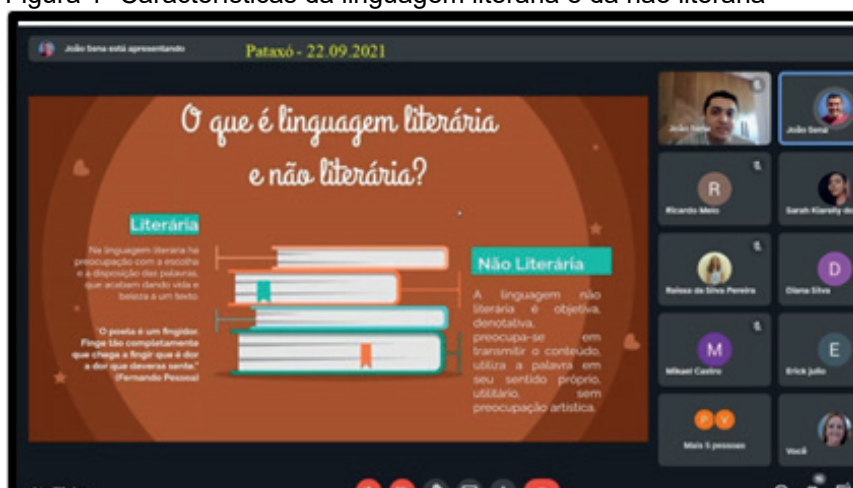 Figura 1- Características da linguagem literária e da não literária
João Sena está apresentando
Pataxó - 22.09.2021
O que é linguagem literária
e não literária?
Literária
Na linguagem literária há
preocupação com a escolha
e a disposição das palavras,
que acabam dando vida e
beleza a um texto.
"O poeta é um fingidor.
Finge tão completamente
que chega a fingir que é dor
a dor que deveras sente."
(Fernando Pessoa)
Não Literária
A linguagem não
literária é objetiva,
denotativa,
preocupa-se em
transmitir o conteúdo,
utiliza a palavra em
seu sentido próprio,
utilitário, sem
preocupação artística.
João Sena
João Sena
R
Ricardo Melo
Sarah Kiarelly do
Raissa da Silva Pereira
D
Diana Silva
M
Mikael Castro
E
Erick julio
P V
Mais 5 pessoas
Você